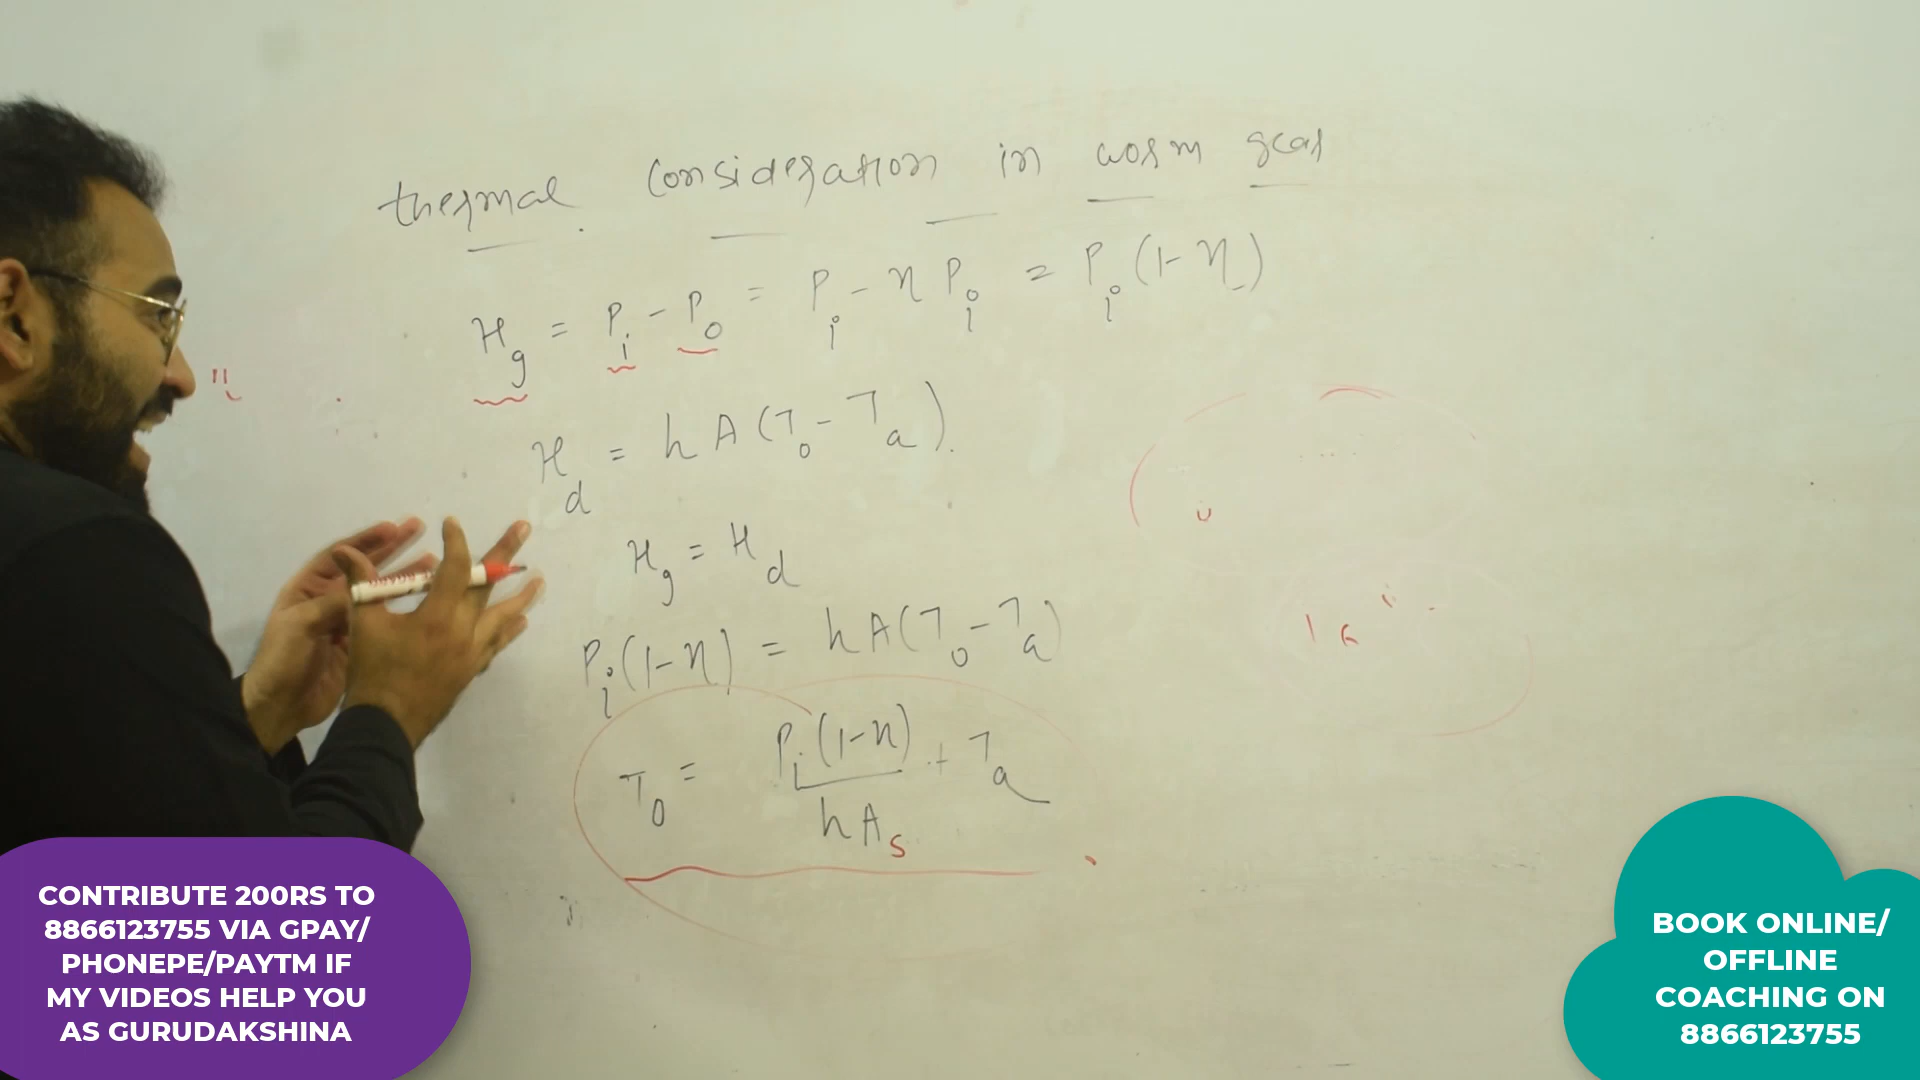 thermal consideration in worm gear
Hg = Pi - Po = Pi - η Pi = Pi (1-η)
Hd = hA (To - Ta).
Hg = Hd
Pi (1-η) = hA (To - Ta)
To = Pi (1-η) / hAs + Ta
CONTRIBUTE 200RS TO
8866123755 VIA GPAY/
PHONEPE/PAYTM IF
MY VIDEOS HELP YOU
AS GURUDAKSHINA
BOOK ONLINE/
OFFLINE
COACHING ON
8866123755